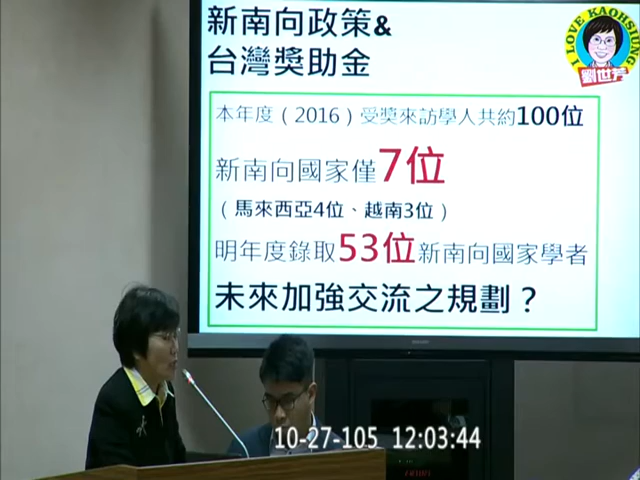 新南向政策&
台灣獎助金
I LOVE KAOHSIUNG
劉世芳
本年度（2016）受獎來訪學人共約100位
新南向國家僅7位
（馬來西亞4位、越南3位）
明年度錄取53位新南向國家學者
未來加強交流之規劃？
10-27-105 12:03:44